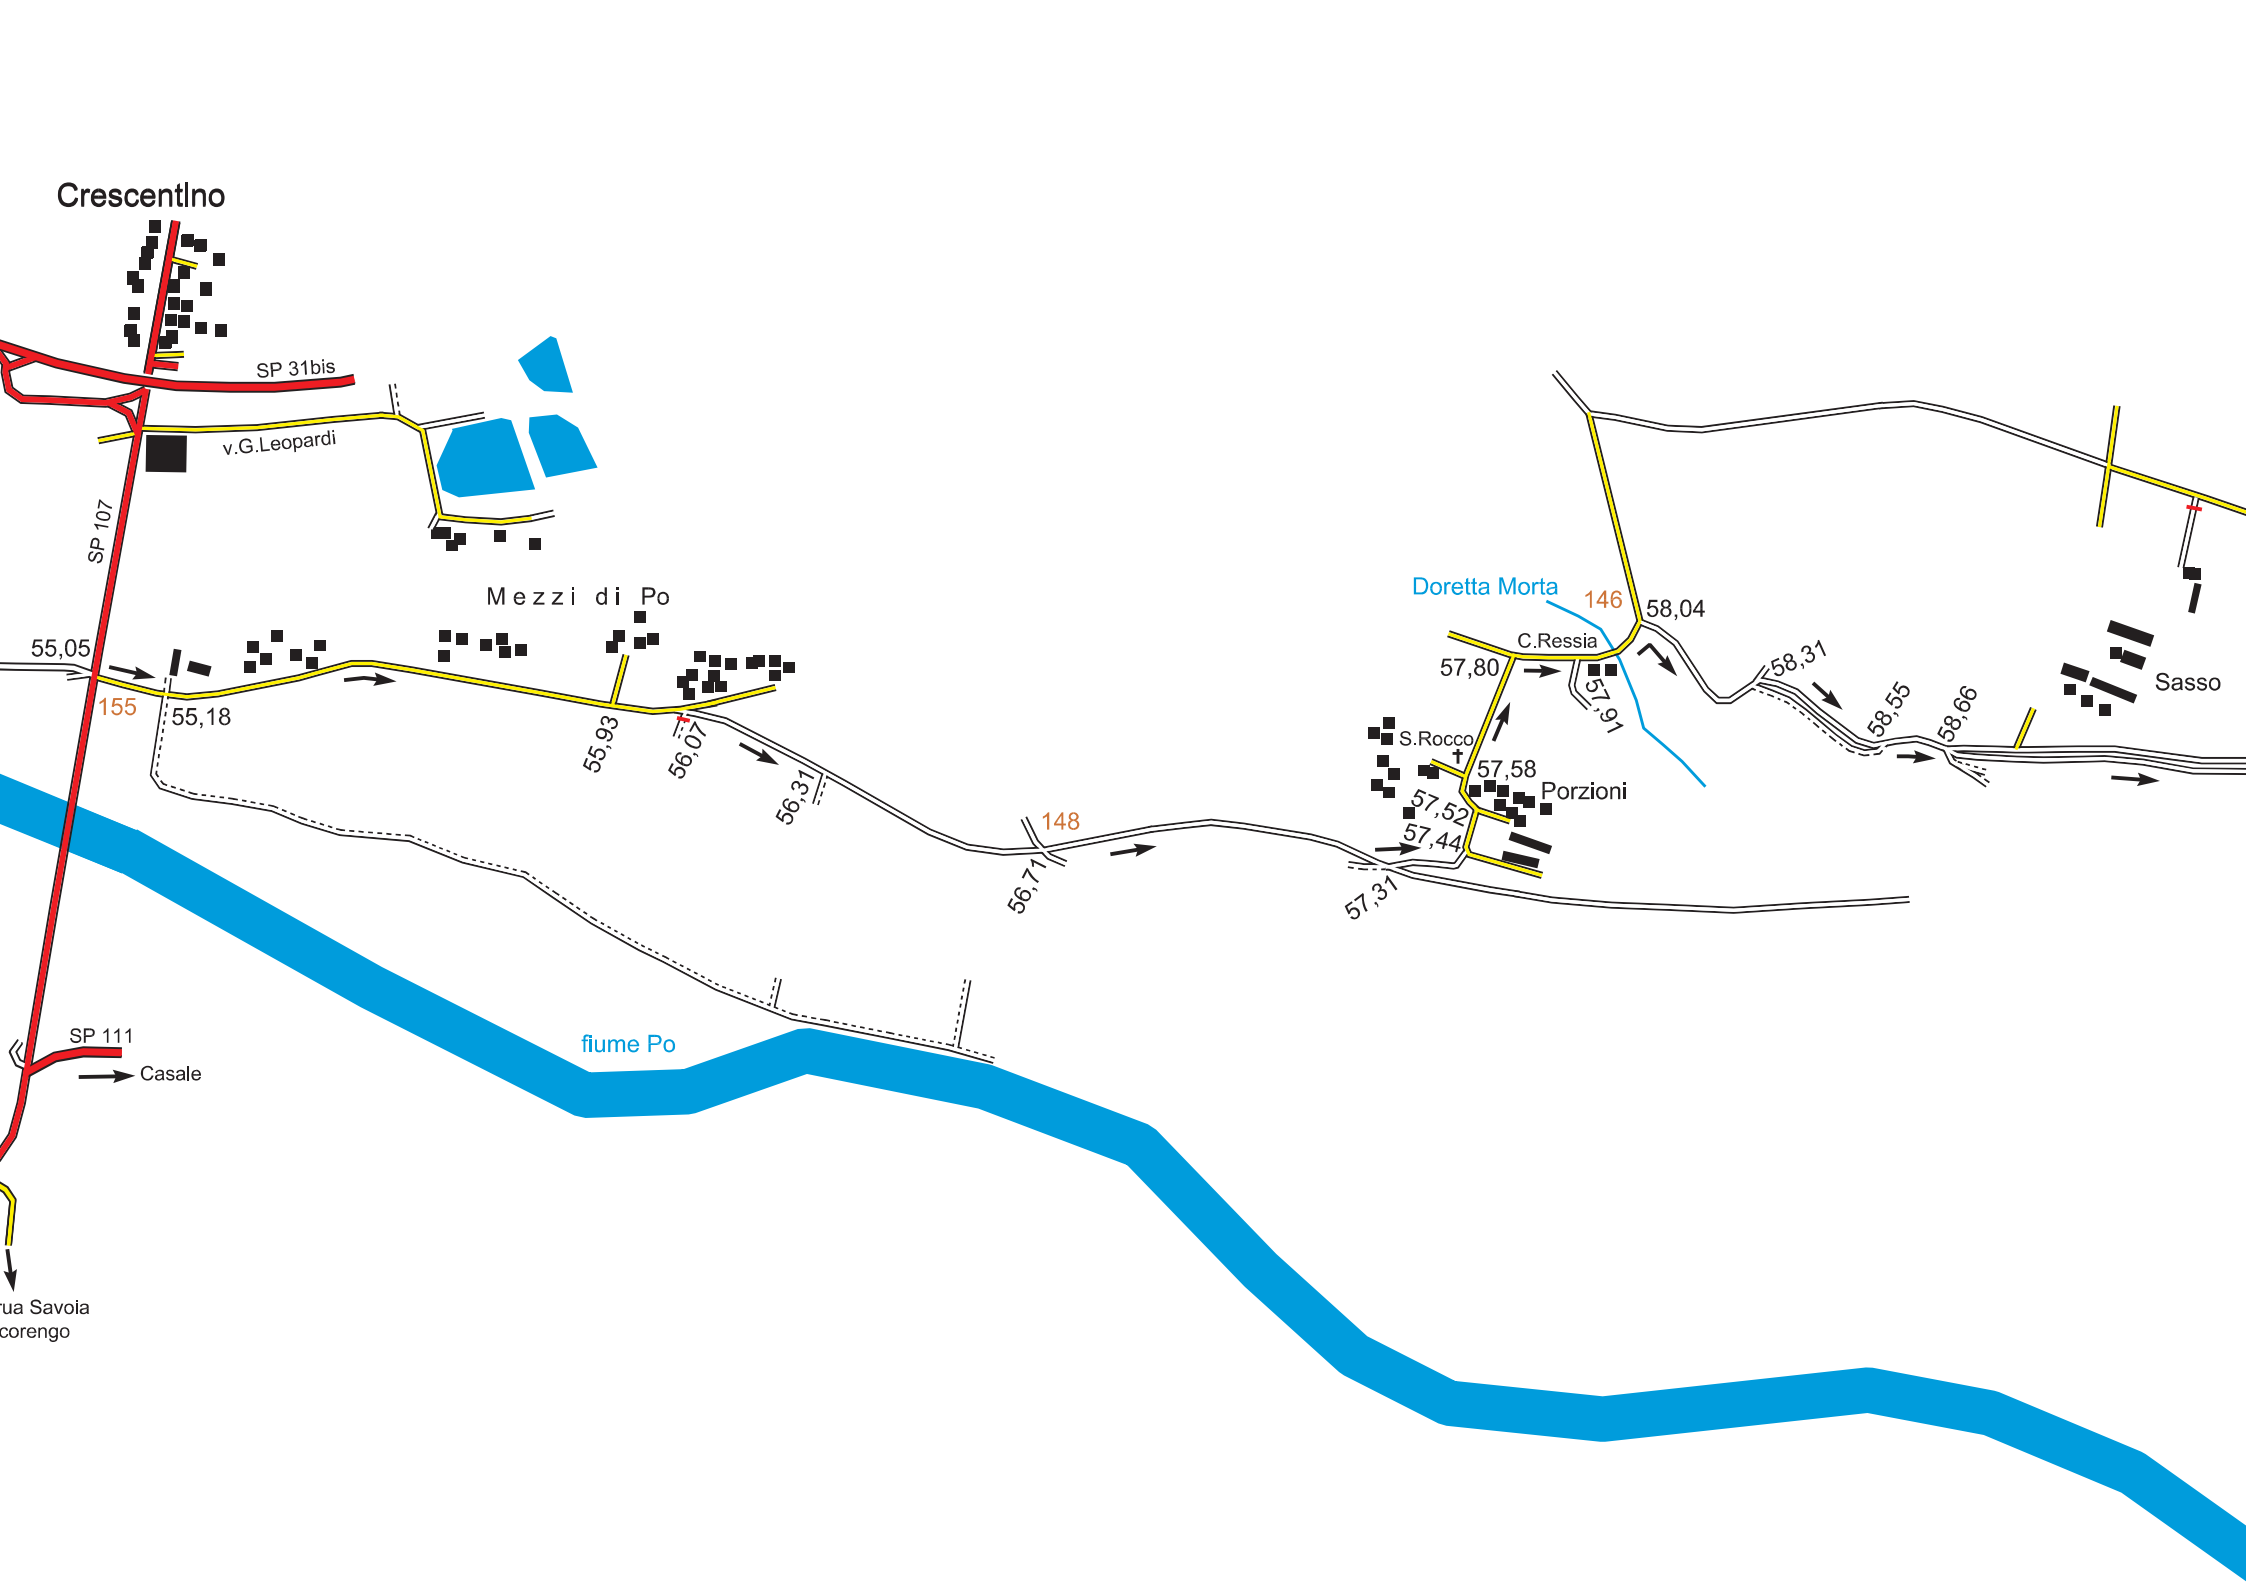 Crescentıno
SP 31bis
v.G.Leopardi
SP 107
Mezzi di Po
Doretta Morta
146
58,04
C.Ressia
55,05
57,80
58,31
Sasso
155
55,18
57,91
58,55
58,66
55,93
56,07
S.Rocco
57,58
Porzioni
56,31
57,52
148
57,44
56,71
57,31
SP 111
fiume Po
Casale
rua Savoia
corengo